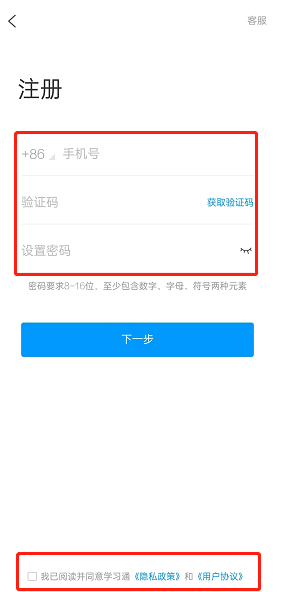 客服
注册
+86 手机号
验证码 获取验证码
设置密码
密码要求8-16位，至少包含数字、字母、符号两种元素
下一步
我已阅读并同意学习通《隐私政策》和《用户协议》